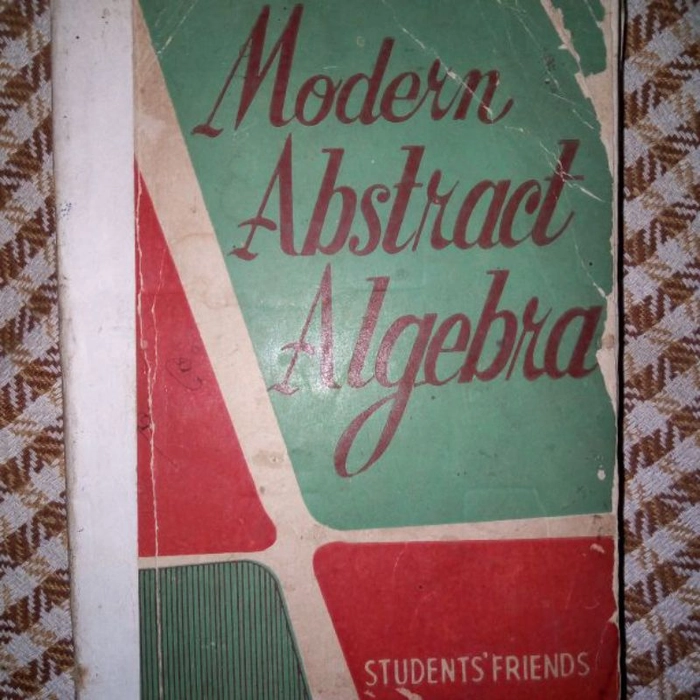 Modern
Abstract
Algebra
STUDENTS' FRIENDS